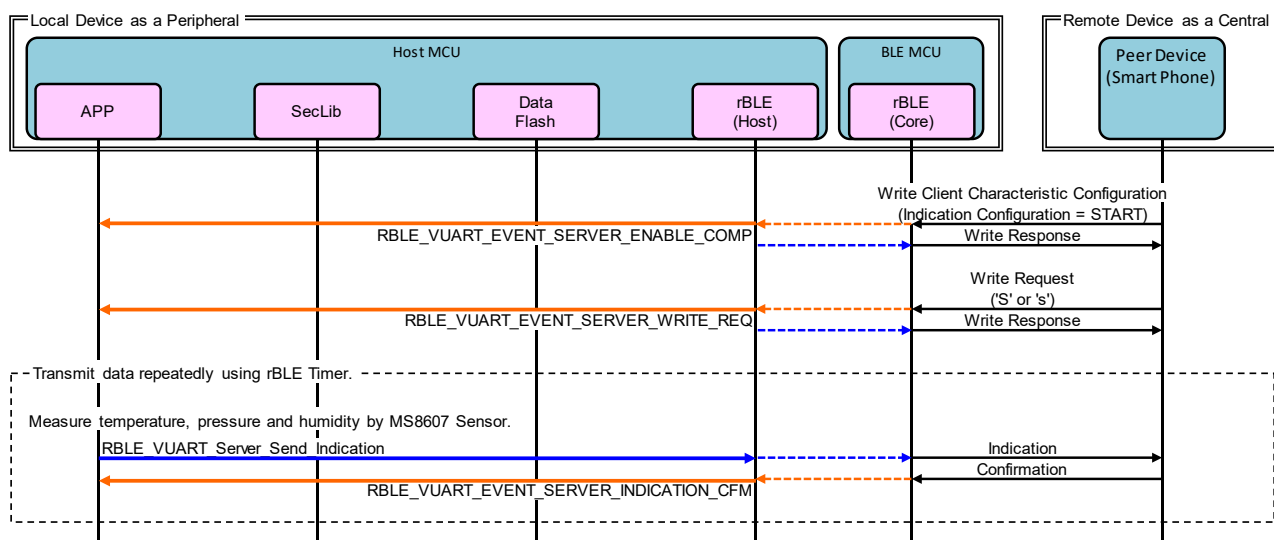 Local Device as a Peripheral
Remote Device as a Central
Host MCU
BLE MCU
Peer Device
(Smart Phone)
APP
SecLib
Data
Flash
rBLE
(Host)
rBLE
(Core)
Write Client Characteristic Configuration
(Indication Configuration = START)
RBLE_VUART_EVENT_SERVER_ENABLE_COMP
Write Response
Write Request
('S' or 's')
RBLE_VUART_EVENT_SERVER_WRITE_REQ
Write Response
Transmit data repeatedly using rBLE Timer.
Measure temperature, pressure and humidity by MS8607 Sensor.
RBLE_VUART_Server_Send_Indication
Indication
Confirmation
RBLE_VUART_EVENT_SERVER_INDICATION_CFM